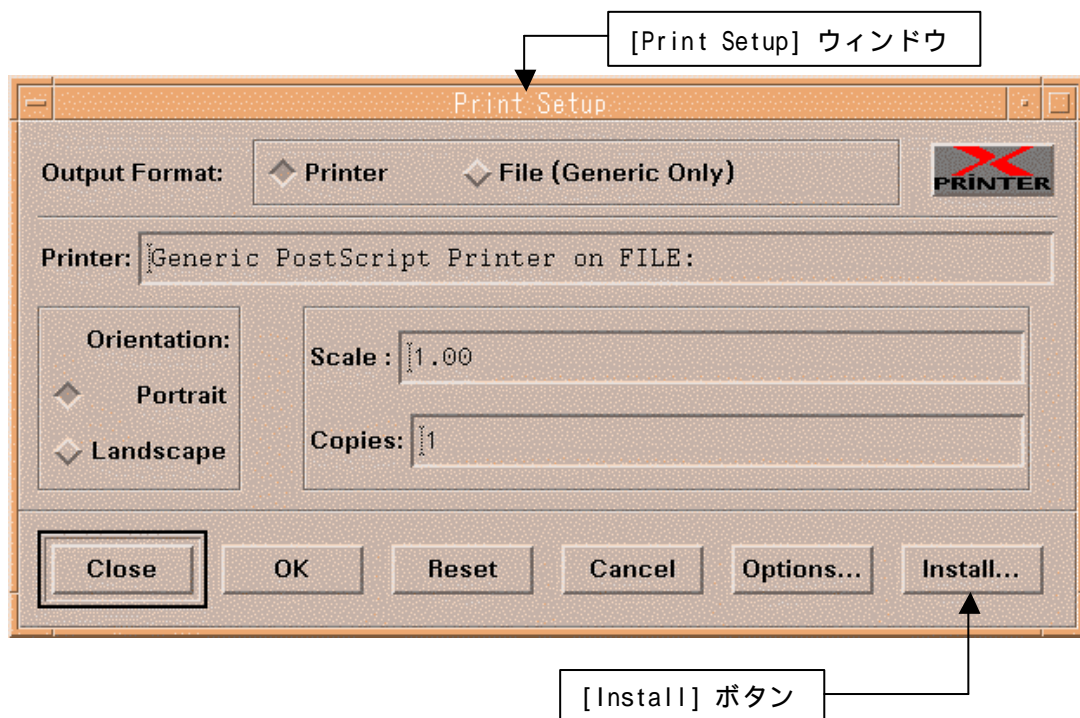 [Print Setup] ウィンドウ
Print Setup
Output Format: Printer File (Generic Only)
X PRINTER
Printer: Generic PostScript Printer on FILE:
Orientation:
Portrait
Landscape
Scale : 1.00
Copies: 1
Close OK Reset Cancel Options... Install...
[Install] ボタン